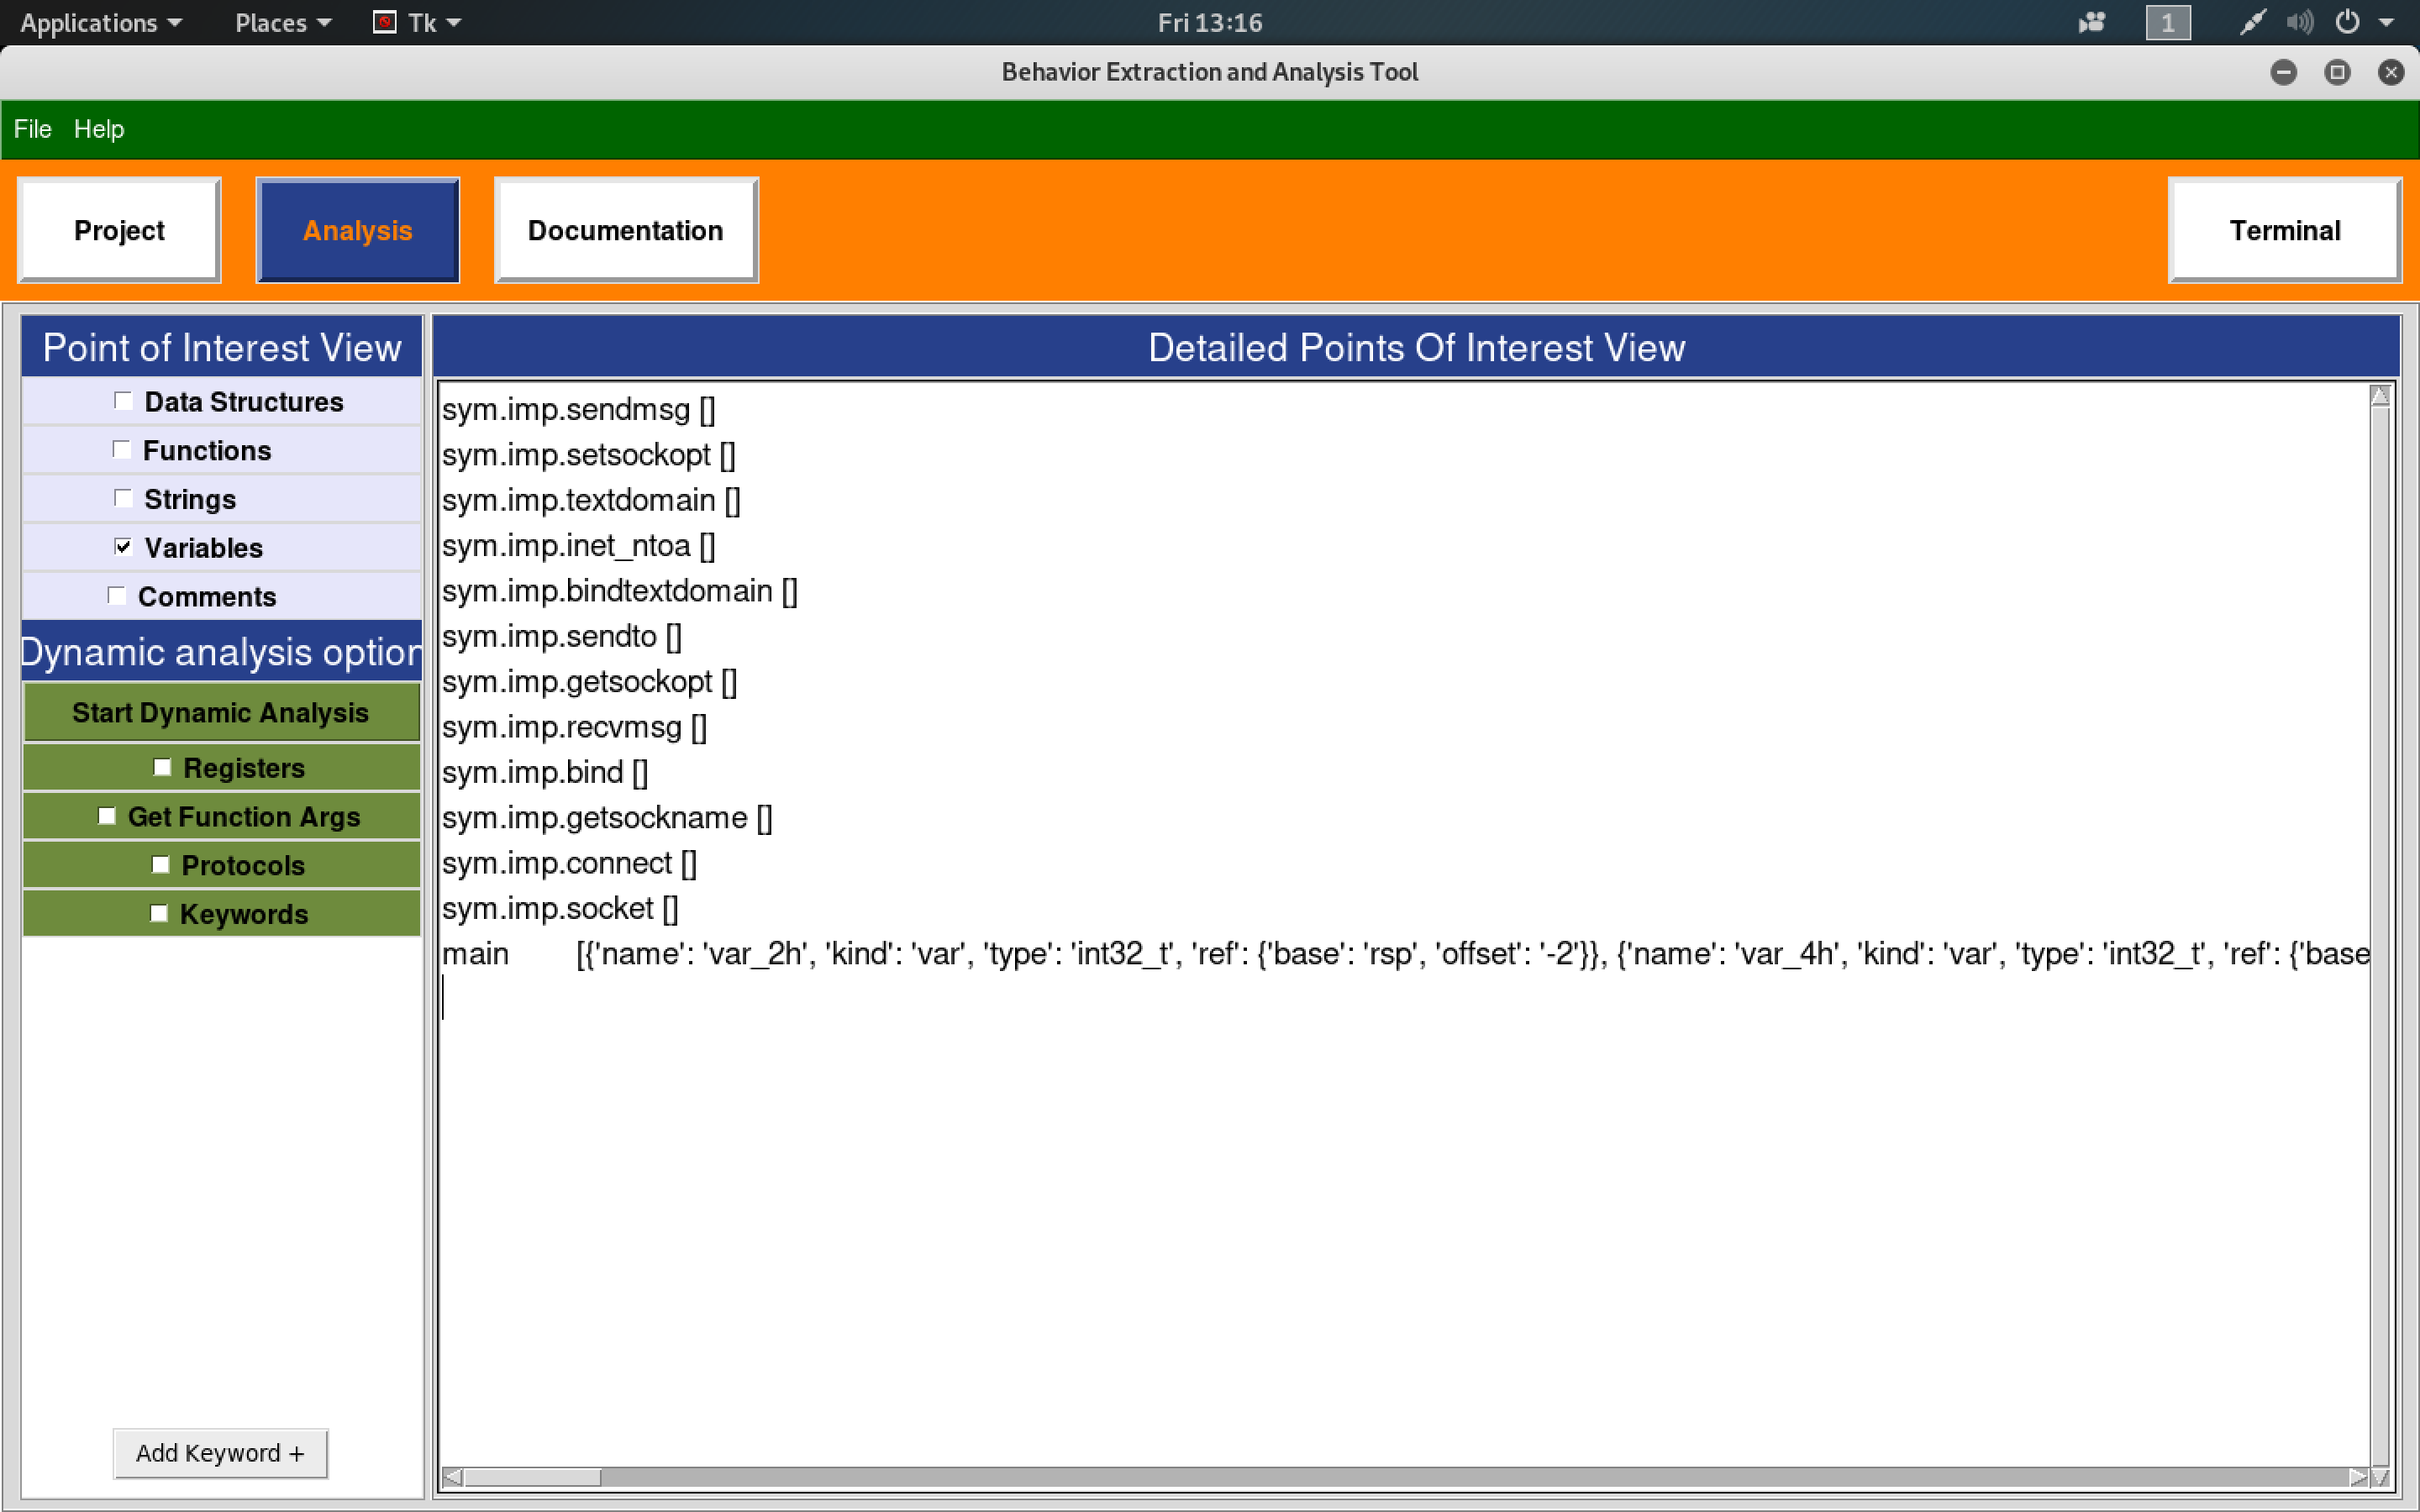 Applications Places Tk Fri 13:16 1
Behavior Extraction and Analysis Tool
File Help
Project Analysis Documentation Terminal
Point of Interest View
Data Structures
Functions
Strings
Variables
Comments
Dynamic analysis option
Start Dynamic Analysis
Registers
Get Function Args
Protocols
Keywords
Add Keyword +
Detailed Points Of Interest View
sym.imp.sendmsg []
sym.imp.setsockopt []
sym.imp.textdomain []
sym.imp.inet_ntoa []
sym.imp.bindtextdomain []
sym.imp.sendto []
sym.imp.getsockopt []
sym.imp.recvmsg []
sym.imp.bind []
sym.imp.getsockname []
sym.imp.connect []
sym.imp.socket []
main [{'name': 'var_2h', 'kind': 'var', 'type': 'int32_t', 'ref': {'base': 'rsp', 'offset': '-2'}}, {'name': 'var_4h', 'kind': 'var', 'type': 'int32_t', 'ref': {'base